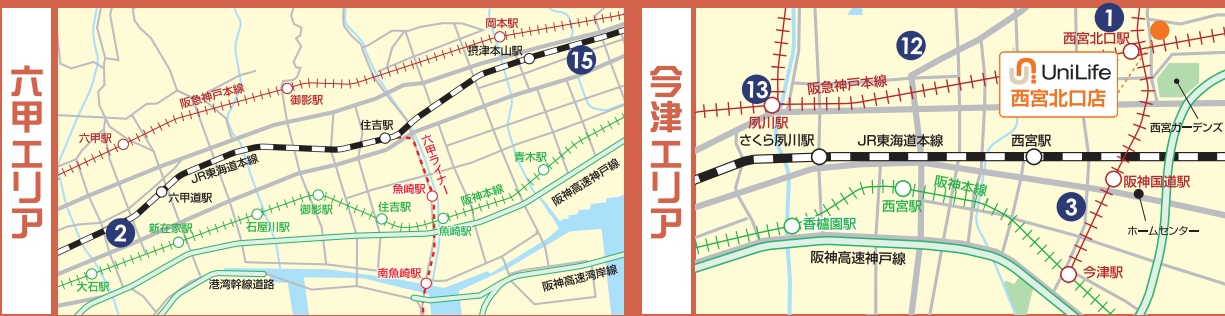 六甲エリア
岡本駅
摂津本山駅
15
阪急神戸本線
御影駅
六甲駅
住吉駅
六甲ライナー
青木駅
JR東海道本線
六甲道駅
魚崎駅
阪神本線
阪神高速神戸線
御影駅
住吉駅
2
新在家駅
石屋川駅
魚崎駅
大石駅
南魚崎駅
港湾幹線道路
阪神高速湾岸線
今津エリア
1
西宮北口駅
12
UniLife
西宮北口店
13
阪急神戸本線
夙川駅
西宮ガーデンズ
さくら夙川駅
JR東海道本線
西宮駅
阪神国道駅
阪神本線
西宮駅
3
香櫨園駅
ホームセンター
阪神高速神戸線
今津駅